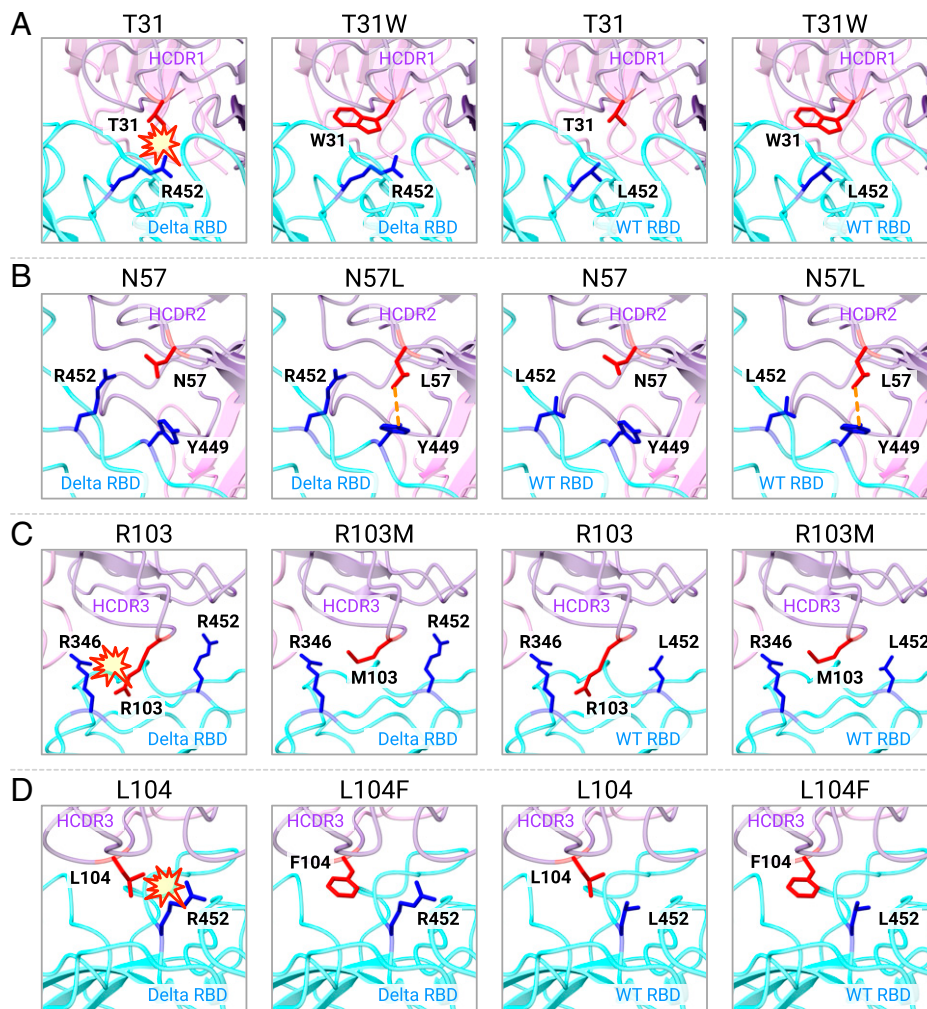 A
T31
T31W
T31
T31W
HCDR1
HCDR1
HCDR1
HCDR1
T31
W31
T31
W31
R452
R452
L452
L452
Delta RBD
Delta RBD
WT RBD
WT RBD
B
N57
N57L
N57
N57L
HCDR2
HCDR2
HCDR2
HCDR2
R452
N57
R452
L57
L452
N57
L452
L57
Y449
Y449
Y449
Y449
Delta RBD
Delta RBD
WT RBD
WT RBD
C
R103
R103M
R103
R103M
HCDR3
HCDR3
HCDR3
HCDR3
R346
R452
R346
R452
R346
L452
R346
L452
R103
M103
R103
M103
Delta RBD
Delta RBD
WT RBD
WT RBD
D
L104
L104F
L104
L104F
HCDR3
HCDR3
HCDR3
HCDR3
L104
F104
L104
F104
R452
R452
L452
L452
Delta RBD
Delta RBD
WT RBD
WT RBD